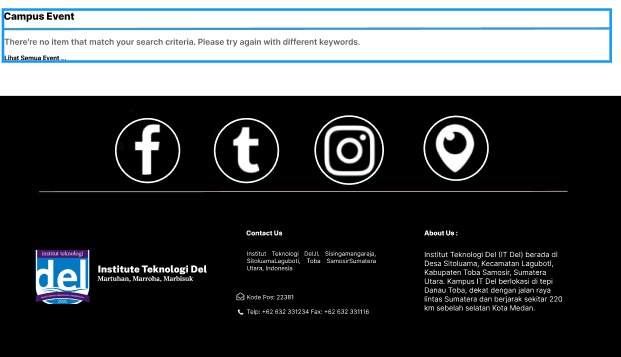 Campus Event
There're no item that match your search criteria. Please try again with different keywords.
Lihat Semua Event ...
Contact Us
About Us :
Institut Teknologi DelJl. Sisingamangaraja,
SitoluamaLaguboti, Toba SamosirSumatera
Utara, Indonesia
Institut Teknologi Del (IT Del) berada di
Desa Sitoluama, Kecamatan Laguboti,
Kabupaten Toba Samosir, Sumatera
Utara. Kampus IT Del berlokasi di tepi
Danau Toba, dekat dengan jalan raya
lintas Sumatera dan berjarak sekitar 220
km sebelah selatan Kota Medan.
institut teknologi
del
Institute Teknologi Del
Martuhan, Marroha, Marbisuk
Kode Pos: 22381
Telp: +62 632 331234 Fax: +62 632 331116